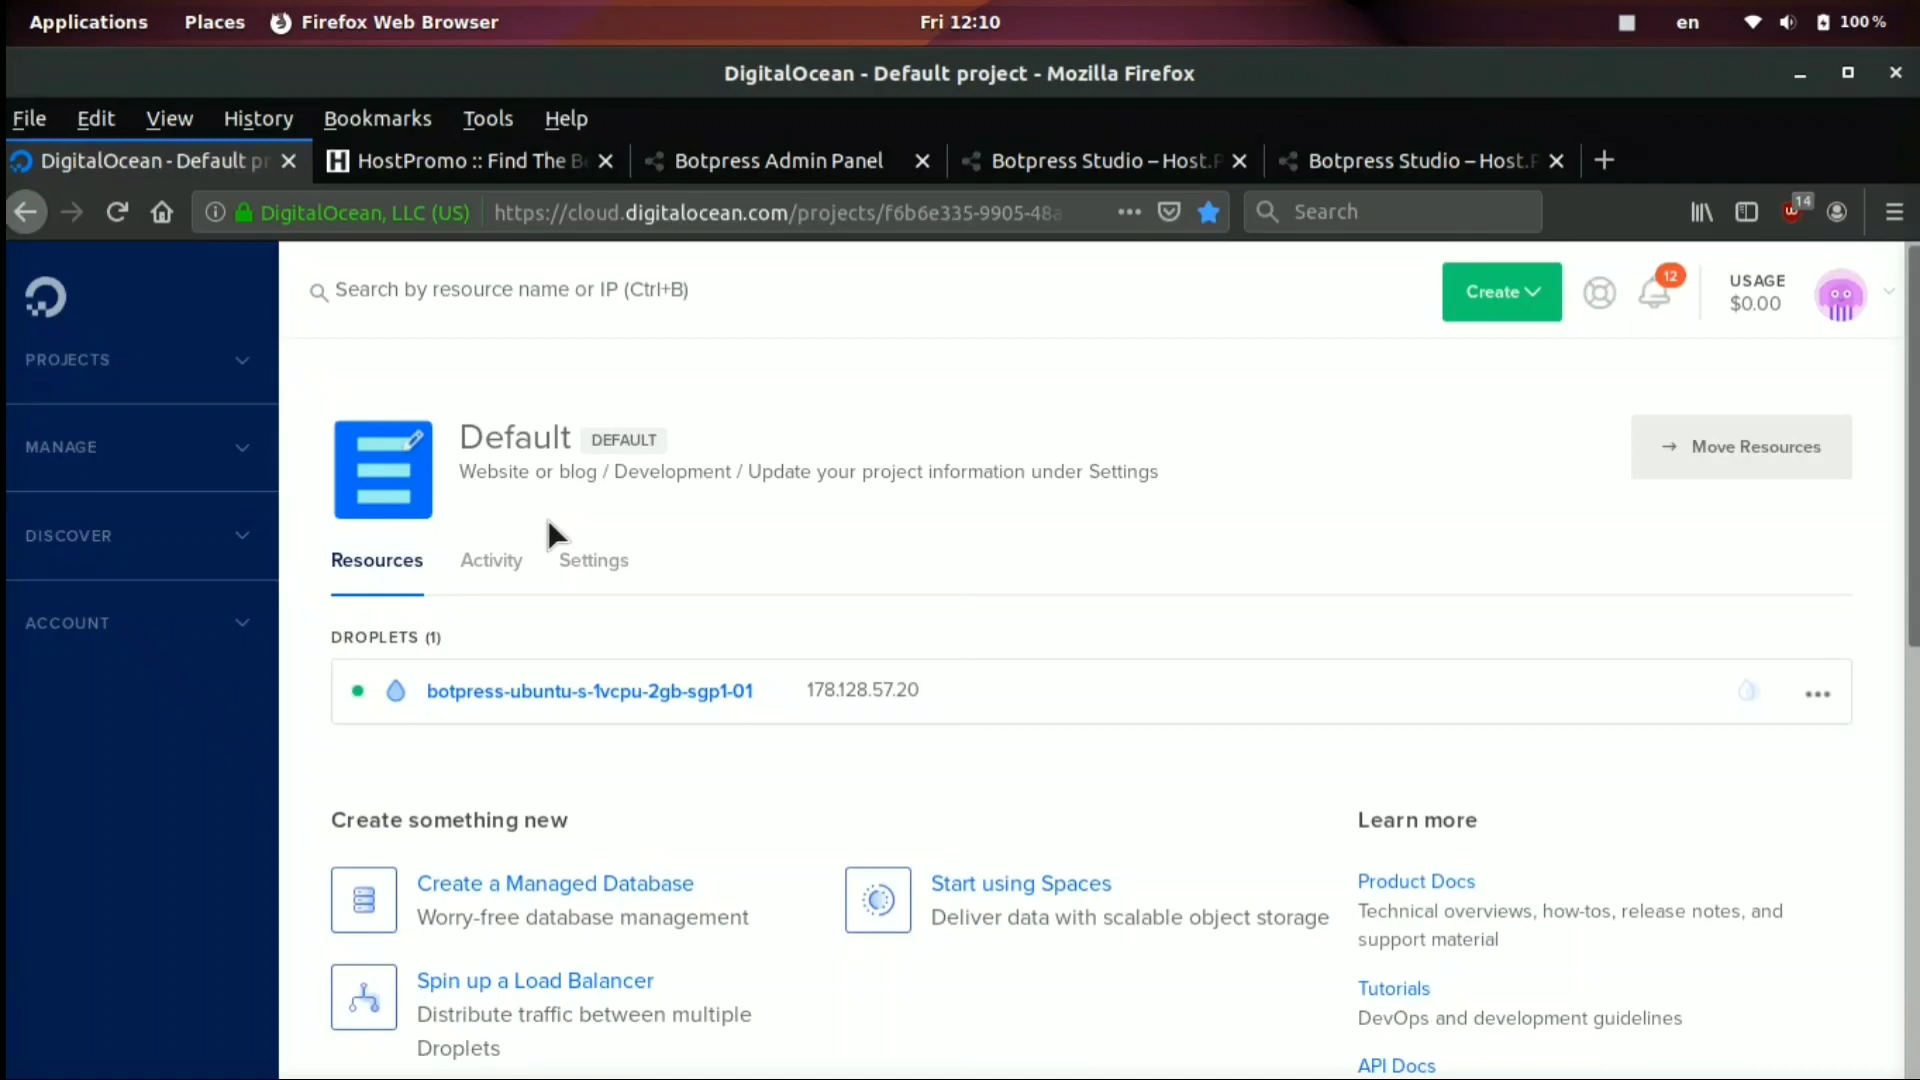 Applications Places Firefox Web Browser Fri 12:10 en 100 %
DigitalOcean - Default project - Mozilla Firefox
File Edit View History Bookmarks Tools Help
DigitalOcean - Default pr HostPromo :: Find The B Botpress Admin Panel Botpress Studio – Host.P Botpress Studio – Host.P
DigitalOcean, LLC (US) https://cloud.digitalocean.com/projects/f6b6e335-9905-48a Search 14
Search by resource name or IP (Ctrl+B) Create 12 USAGE
$0.00
PROJECTS
MANAGE
DISCOVER
ACCOUNT
Default DEFAULT
Website or blog / Development / Update your project information under Settings
→ Move Resources
Resources Activity Settings
DROPLETS (1)
botpress-ubuntu-s-1vcpu-2gb-sgp1-01 178.128.57.20
Create something new
Create a Managed Database
Worry-free database management
Start using Spaces
Deliver data with scalable object storage
Spin up a Load Balancer
Distribute traffic between multiple
Droplets
Learn more
Product Docs
Technical overviews, how-tos, release notes, and
support material
Tutorials
DevOps and development guidelines
API Docs